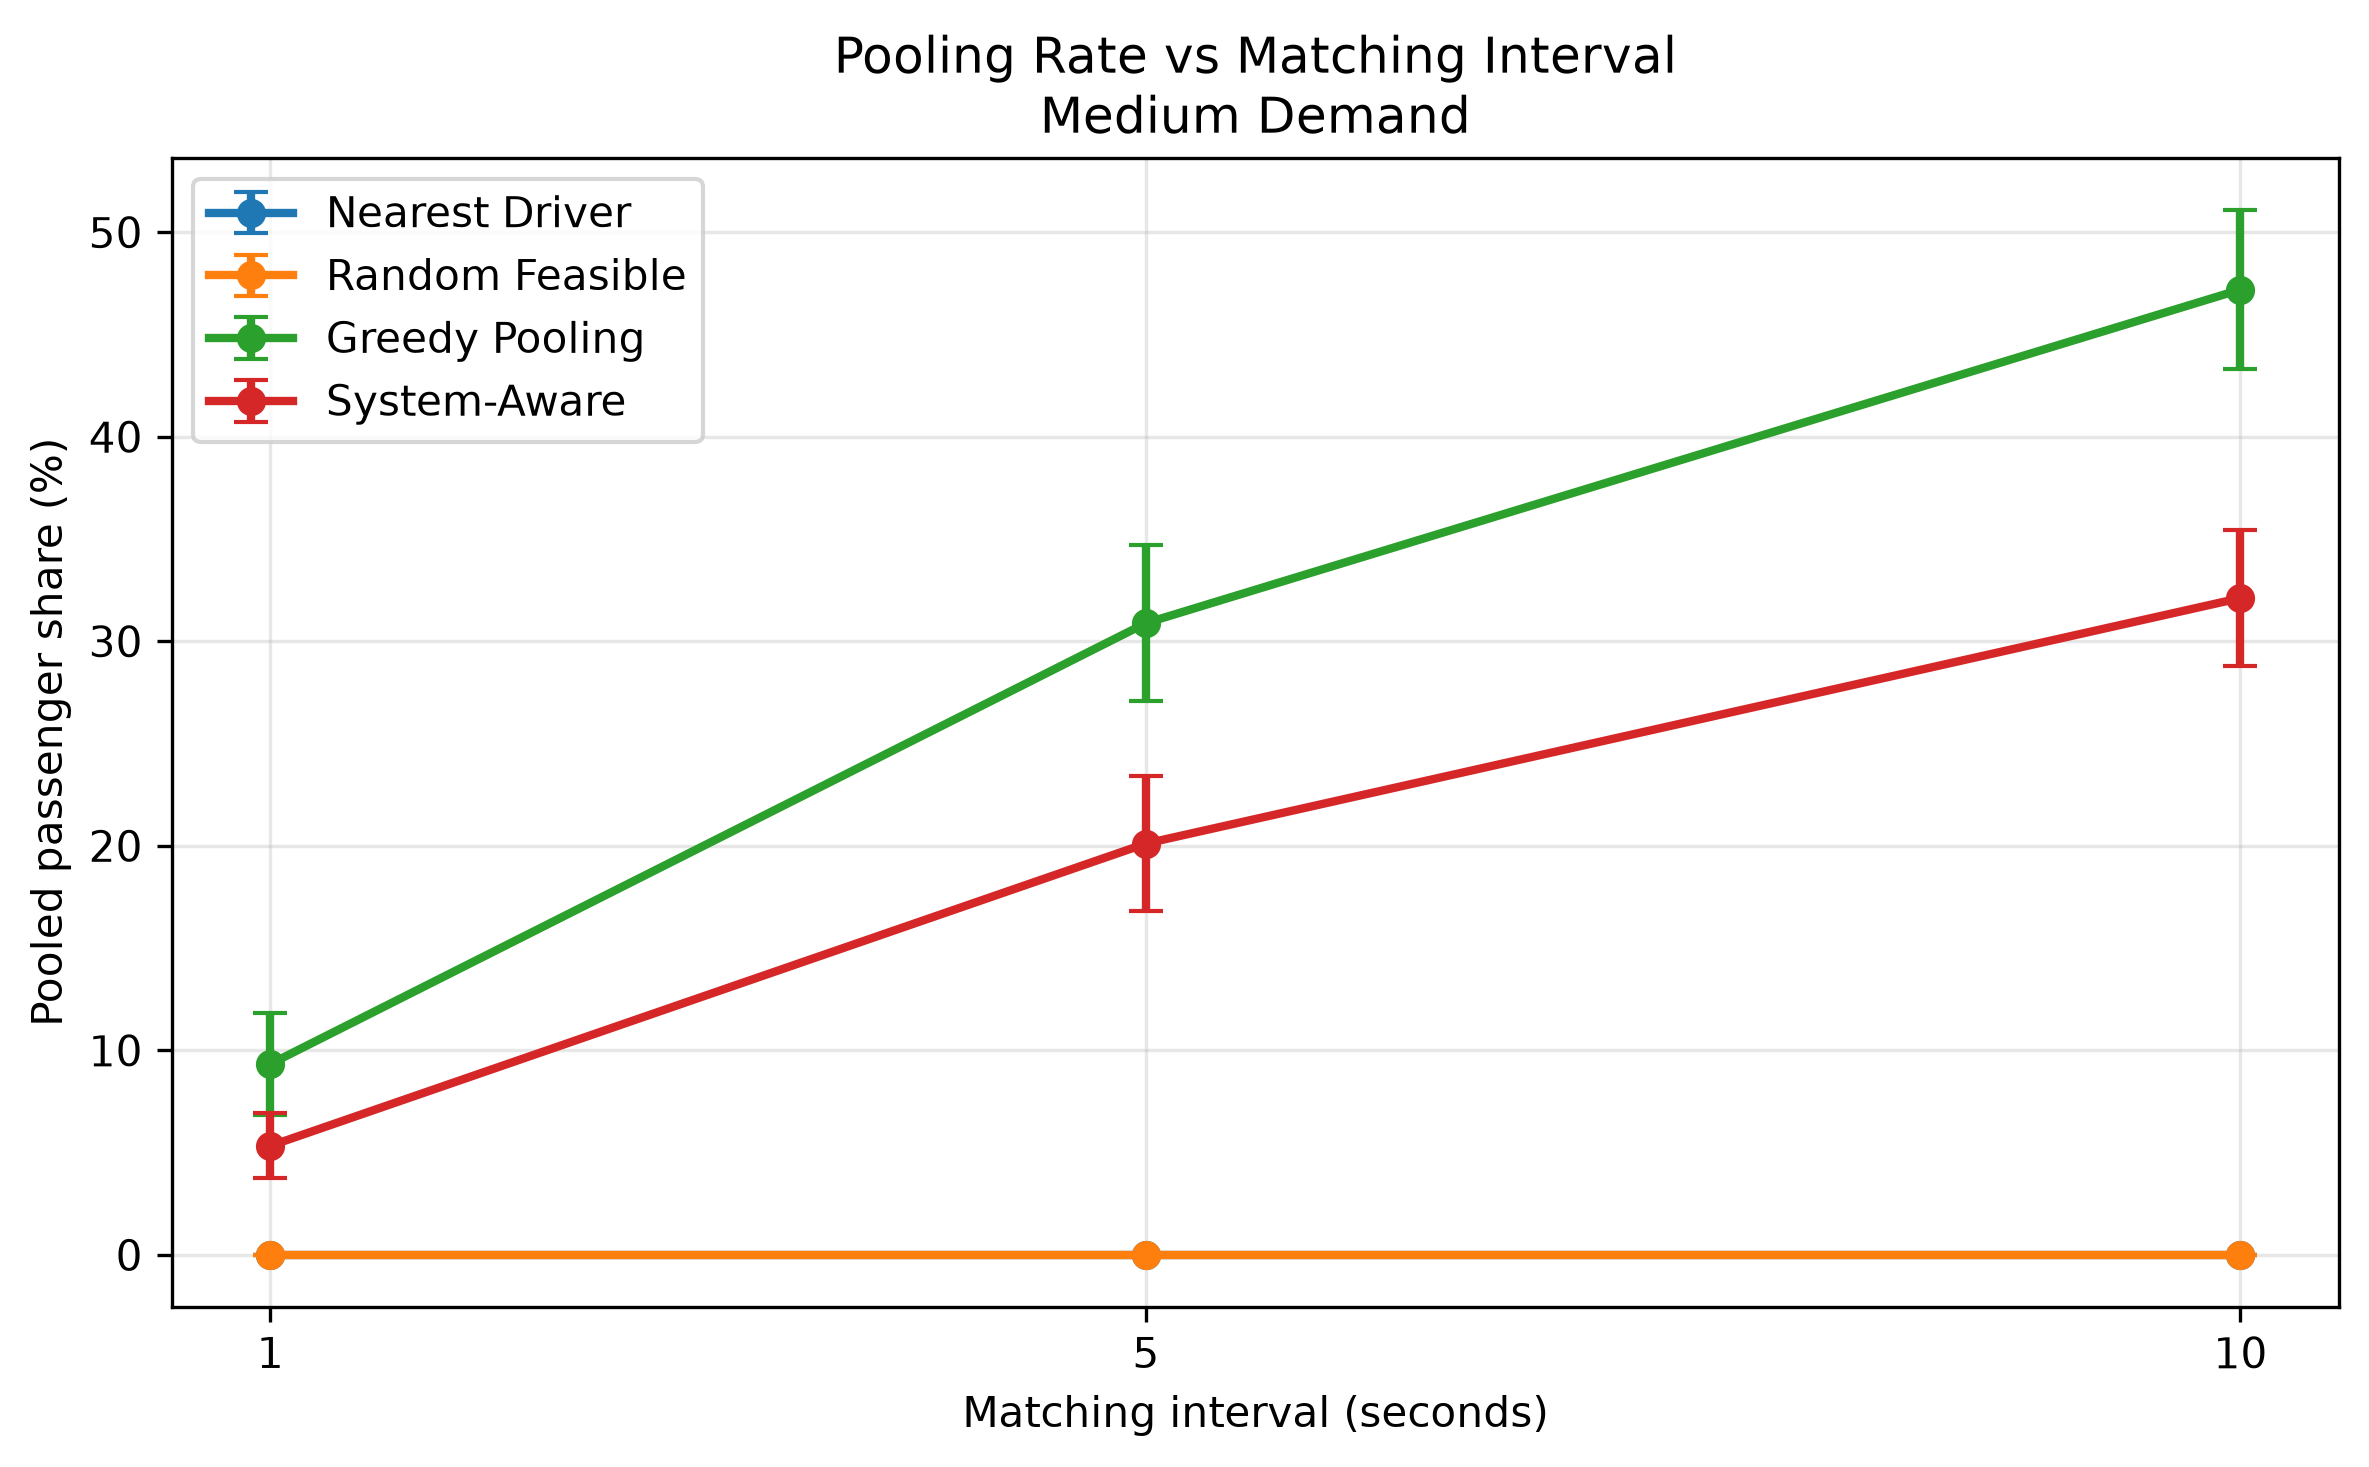 Pooling Rate vs Matching Interval
Medium Demand
Nearest Driver
Random Feasible
Greedy Pooling
System-Aware
Pooled passenger share (%)
50
40
30
20
10
0
1 5 10
Matching interval (seconds)